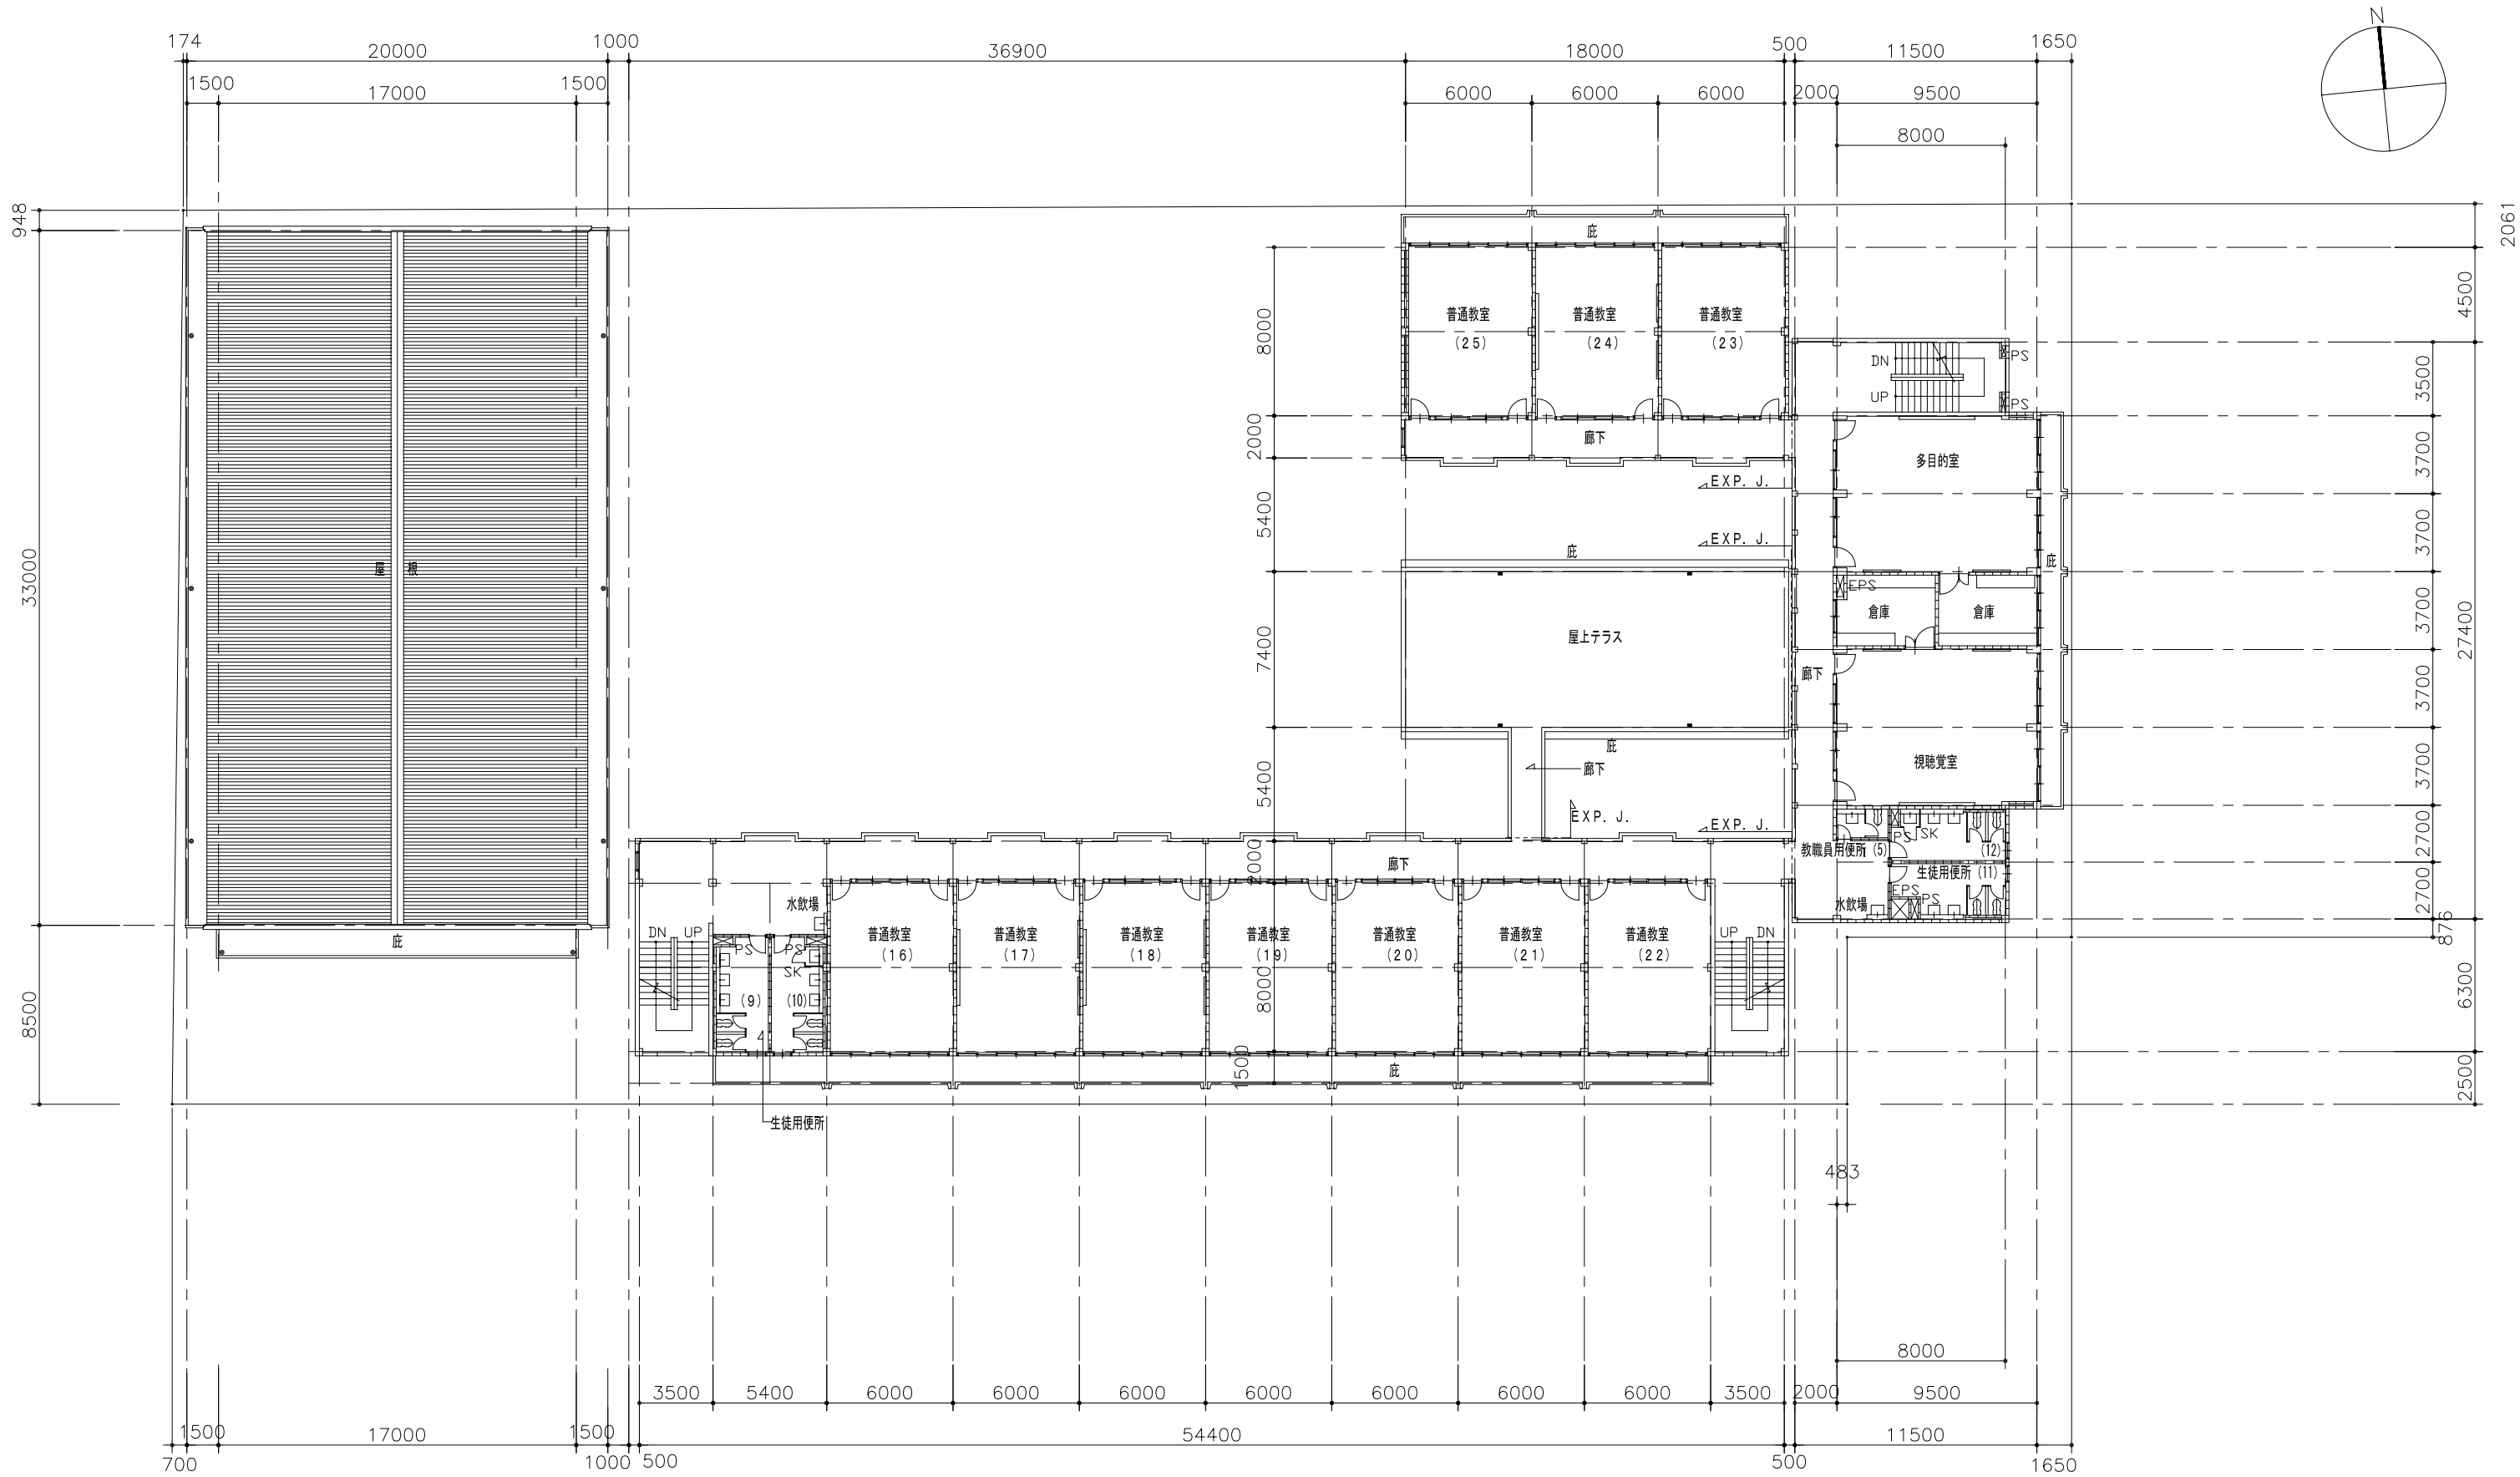 N
174 20000 1000 36900 18000 500 11500 1650
1500 17000 1500 6000 6000 6000 2000 9500
8000
948
33000
8500
2061
4500
27400
6300
2500
3500
3700
3700
3700
3700
3700
2700
2700
876
8000
2000
5400
7400
5400
2000
8000
1500
屋 根
庇
庇
普通教室
(25)
普通教室
(24)
普通教室
(23)
廊下
EXP. J.
EXP. J.
庇
屋上テラス
庇
廊下
EXP. J.
EXP. J.
DN
UP
PS
PS
多目的室
庇
EPS
倉庫
倉庫
廊下
視聴覚室
PS
SK
教職員用便所 (5)
(12)
生徒用便所 (11)
EPS
PS
水飲場
廊下
水飲場
DN UP
PS PS
SK
(9) (10)
普通教室
(16)
普通教室
(17)
普通教室
(18)
普通教室
(19)
普通教室
(20)
普通教室
(21)
普通教室
(22)
UP DN
庇
生徒用便所
483
8000
3500 5400 6000 6000 6000 6000 6000 6000 6000 3500 2000 9500
1500 17000 1500 54400 11500
700 1000 500 500 1650